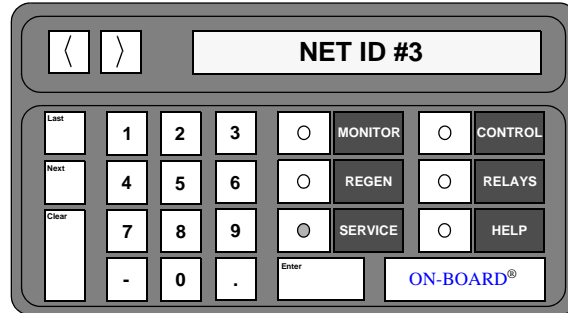 〈 〉 NET ID #3
Last 1 2 3 MONITOR CONTROL
Next 4 5 6 REGEN RELAYS
Clear 7 8 9 SERVICE HELP
- 0 . Enter ON-BOARD®